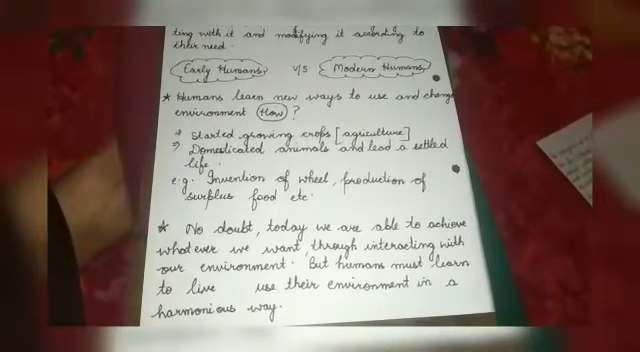 ting with it and modifying it according to
their need.
Early Humans V/S Modern Humans
* Humans learn new ways to use and change
environment (How)?
⇒ Started growing crops [agriculture]
⇒ Domesticated animals and lead a settled
life.
e.g. Invention of wheel, production of
surplus food etc.
* No doubt, today we are able to achieve
whatever we want, through interacting with
our environment. But humans must learn
to live use their environment in a
harmonious way.